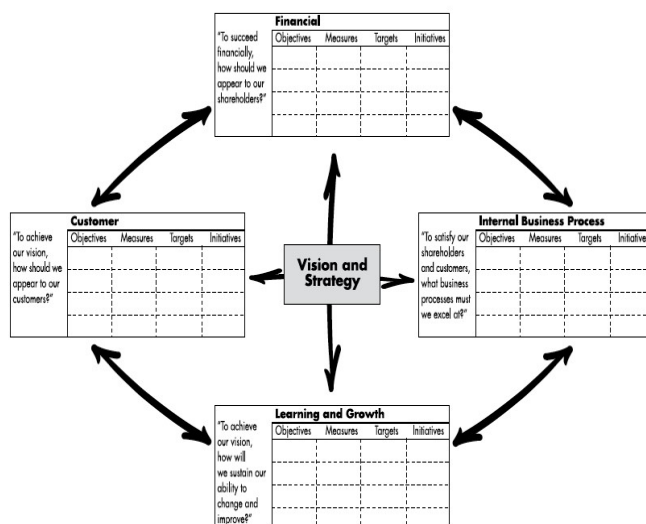 Financial
"To succeed
financially,
how should we
appear to our
shareholders?"
Objectives Measures Targets Initiatives
Customer
"To achieve
our vision,
how should we
appear to our
customers?"
Objectives Measures Targets Initiatives
Vision and
Strategy
Internal Business Process
"To satisfy our
shareholders
and customers,
what business
processes must
we excel at?"
Objectives Measures Targets Initiatives
Learning and Growth
"To achieve
our vision,
how will
we sustain our
ability to
change and
improve?"
Objectives Measures Targets Initiatives